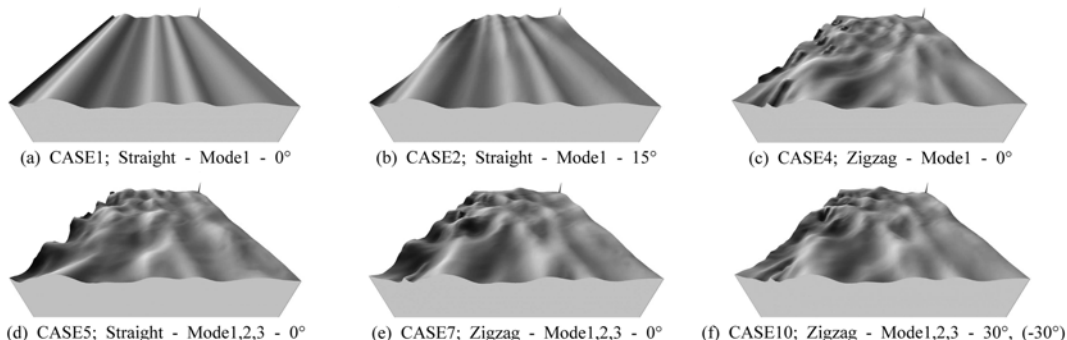 (a) CASE1; Straight - Mode1 - 0°
(b) CASE2; Straight - Mode1 - 15°
(c) CASE4; Zigzag - Mode1 - 0°
(d) CASE5; Straight - Mode1,2,3 - 0°
(e) CASE7; Zigzag - Mode1,2,3 - 0°
(f) CASE10; Zigzag - Mode1,2,3 - 30°, (-30°)